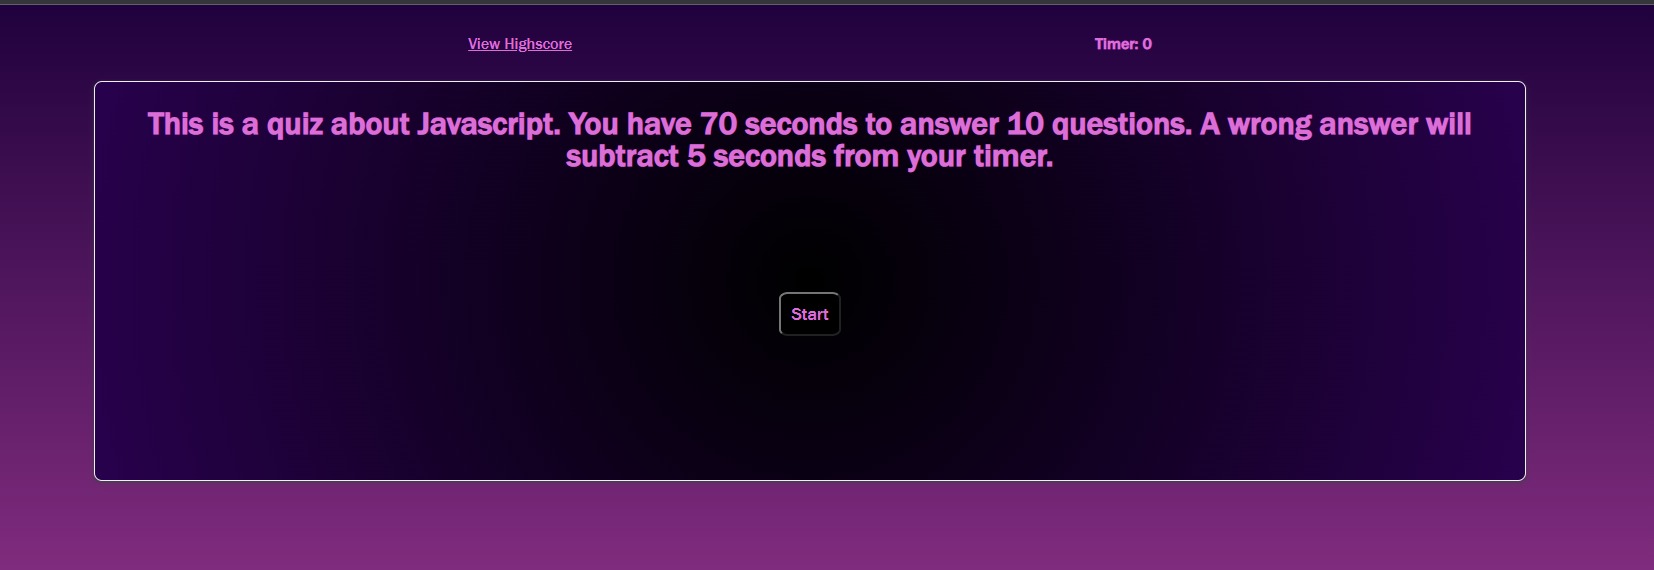 View Highscore
Timer: 0
This is a quiz about Javascript. You have 70 seconds to answer 10 questions. A wrong answer will
subtract 5 seconds from your timer.
Start